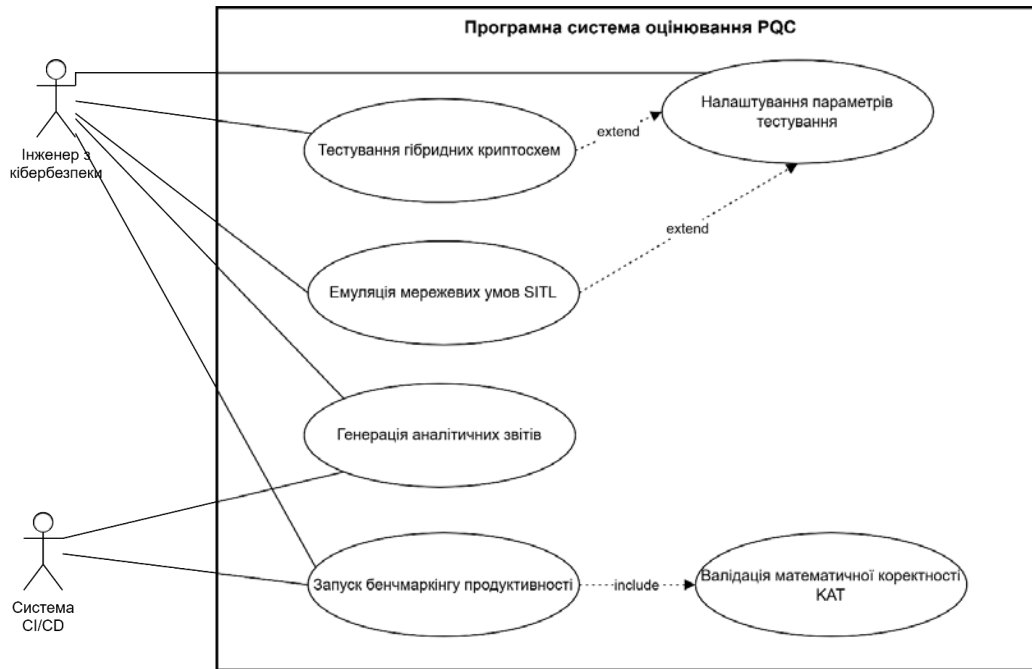 Програмна система оцінювання PQC
Інженер з
кібербезпеки
Налаштування параметрів
тестування
extend
Тестування гібридних криптосхем
extend
Емуляція мережевих умов SITL
Генерація аналітичних звітів
Система
CI/CD
Запуск бенчмаркінгу продуктивності
include
Валідація математичної коректності
KAT